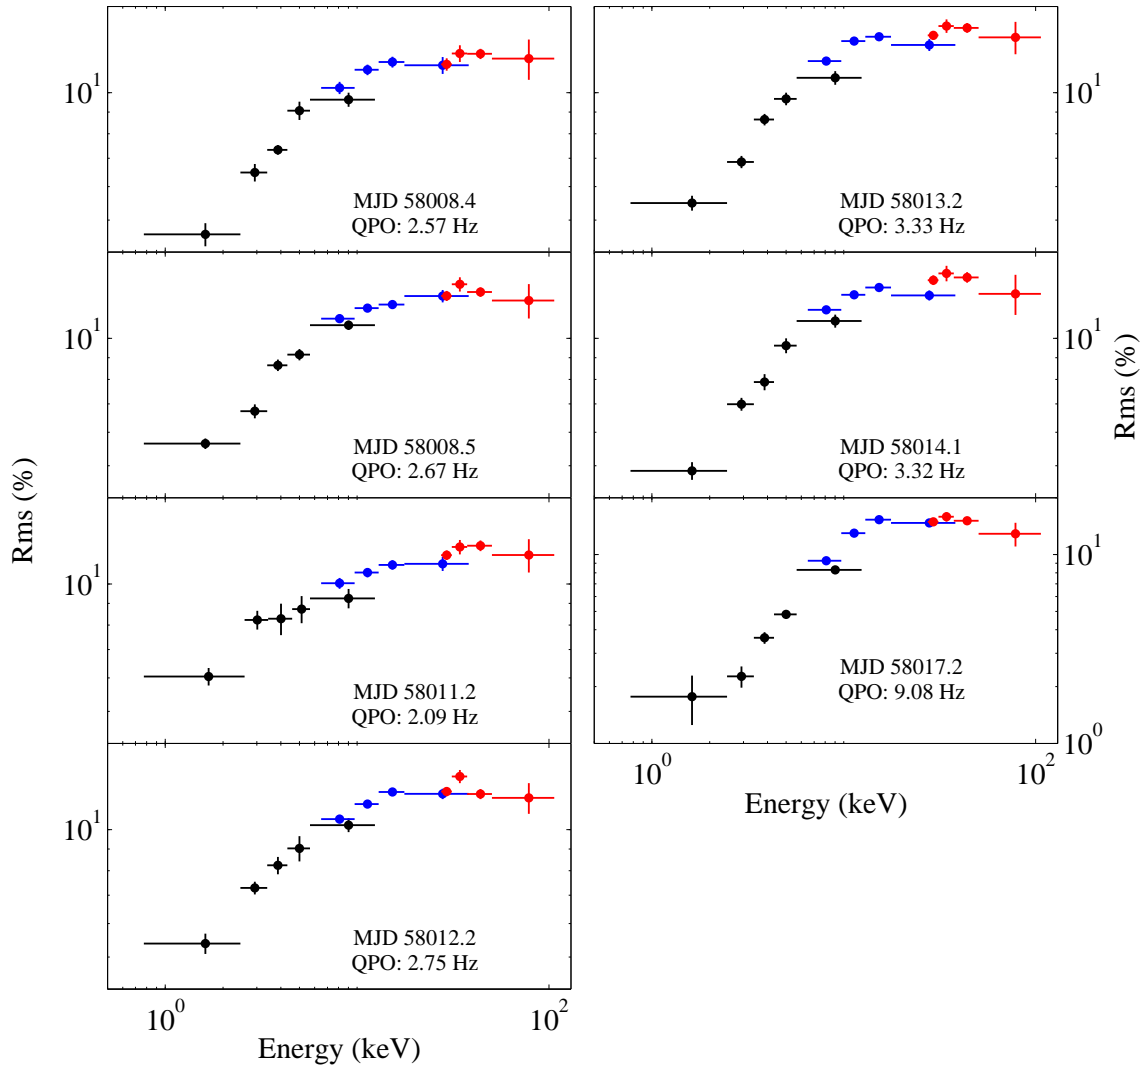 10^1
MJD 58008.4
QPO: 2.57 Hz
10^1
MJD 58008.5
QPO: 2.67 Hz
Rms (%)
10^1
MJD 58011.2
QPO: 2.09 Hz
10^1
MJD 58012.2
QPO: 2.75 Hz
10^0
10^2
Energy (keV)
MJD 58013.2
QPO: 3.33 Hz
10^1
MJD 58014.1
QPO: 3.32 Hz
10^1
Rms (%)
MJD 58017.2
QPO: 9.08 Hz
10^1
10^0
10^0
10^2
Energy (keV)